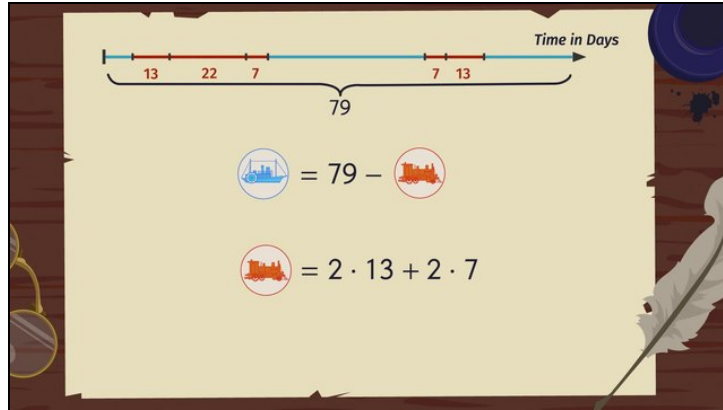 Time in Days
13 22 7 7 13
79
= 79 –
= 2 · 13 + 2 · 7